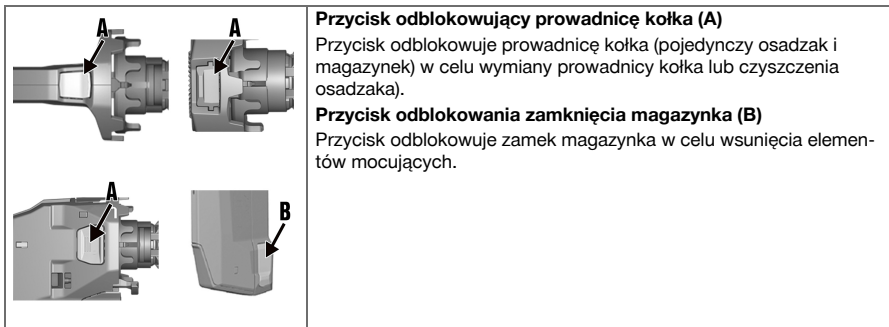 A
A
A
B
Przycisk odblokowujący prowadnicę kołka (A)
Przycisk odblokowuje prowadnicę kołka (pojedynczy osadzak i
magazynek) w celu wymiany prowadnicy kołka lub czyszczenia
osadzaka).
Przycisk odblokowania zamknięcia magazynka (B)
Przycisk odblokowuje zamek magazynka w celu wsunięcia elemen-
tów mocujących.